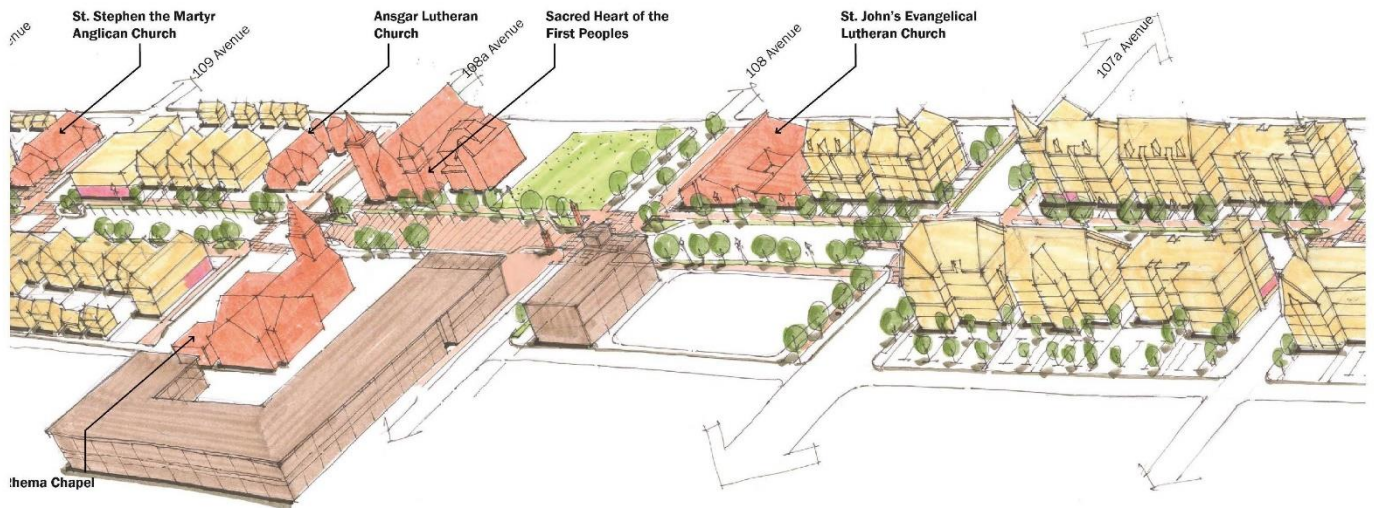 St. Stephen the Martyr
Anglican Church
Ansgar Lutheran
Church
Sacred Heart of the
First Peoples
St. John's Evangelical
Lutheran Church
109 Avenue
108a Avenue
108 Avenue
107a Avenue
Chapel